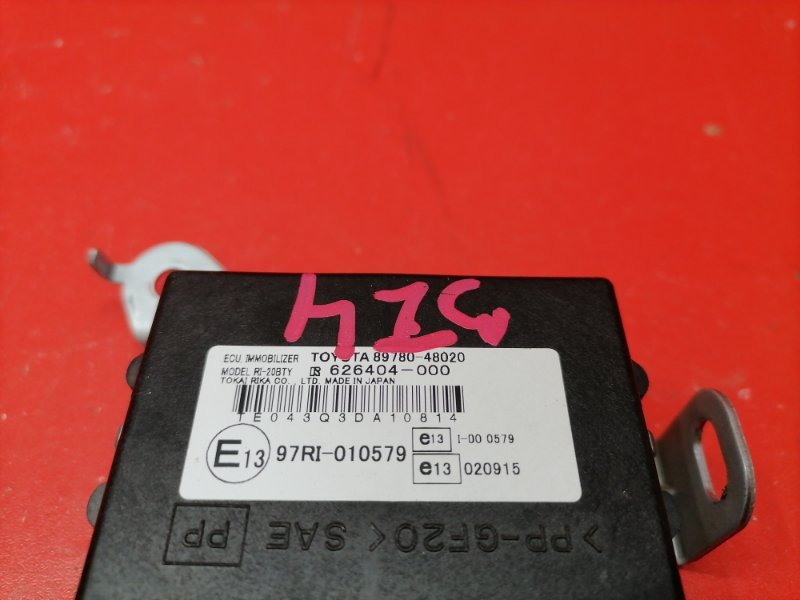 514
ECU, IMMOBILIZER TOYOTA 89780-48020
MODEL RI-20BTY 626404-000
TOKAI RIKA CO., LTD. MADE IN JAPAN
TE043Q3DA10814
E13 97RI-010579
e13 I-00 0579
e13 020915
>PP-GF20< SAE PP